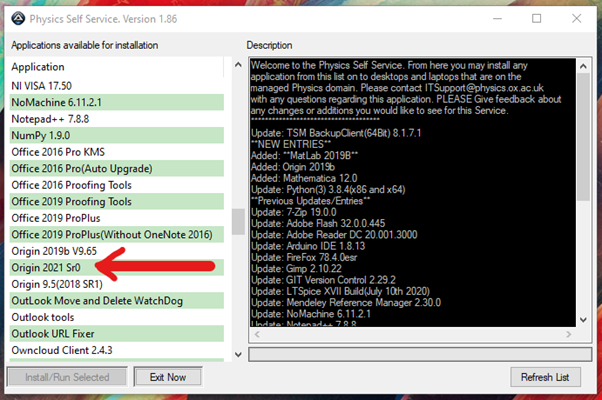 Physics Self Service. Version 1.86
Applications available for installation
Application
NI VISA 17.50
NoMachine 6.11.2.1
Notepad++ 7.8.8
NumPy 1.9.0
Office 2016 Pro KMS
Office 2016 Pro(Auto Upgrade)
Office 2016 Proofing Tools
Office 2019 Proofing Tools
Office 2019 ProPlus
Office 2019 ProPlus(Without OneNote 2016)
Origin 2019b V9.65
Origin 2021 Sr0
Origin 9.5(2018 SR1)
OutLook Move and Delete WatchDog
Outlook tools
Outlook URL Fixer
Owncloud Client 2.4.3
Description
Welcome to the Physics Self Service. From here you may install any
application from this list on to desktops and laptops that are on the
managed Physics domain. Please contact ITSupport@physics.ox.ac.uk
with any questions regarding this application. PLEASE Give feedback about
any changes or additions you would like to see for this Service.
************************************
Update: TSM BackupClient(64Bit) 8.1.7.1
**NEW ENTRIES**
Added: **MatLab 2019B**
Added: Origin 2019b
Added: Mathematica 12.0
Update: Python(3) 3.8.4(x86 and x64)
**Previous Updates/Entries**
Update: 7-Zip 19.0.0
Update: Adobe Flash 32.0.0.445
Update: Adobe Reader DC 20.001.3000
Update: Arduino IDE 1.8.13
Update: FireFox 78.4.0esr
Update: Gimp 2.10.22
Update: GIT Version Control 2.29.2
Update: LTSpice XVII Build(July 10th 2020)
Update: Mendeley Reference Manager 2.30.0
Update: NoMachine 6.11.2.1
Update: Notepad++ 7.8.8
Install/Run Selected
Exit Now
Refresh List